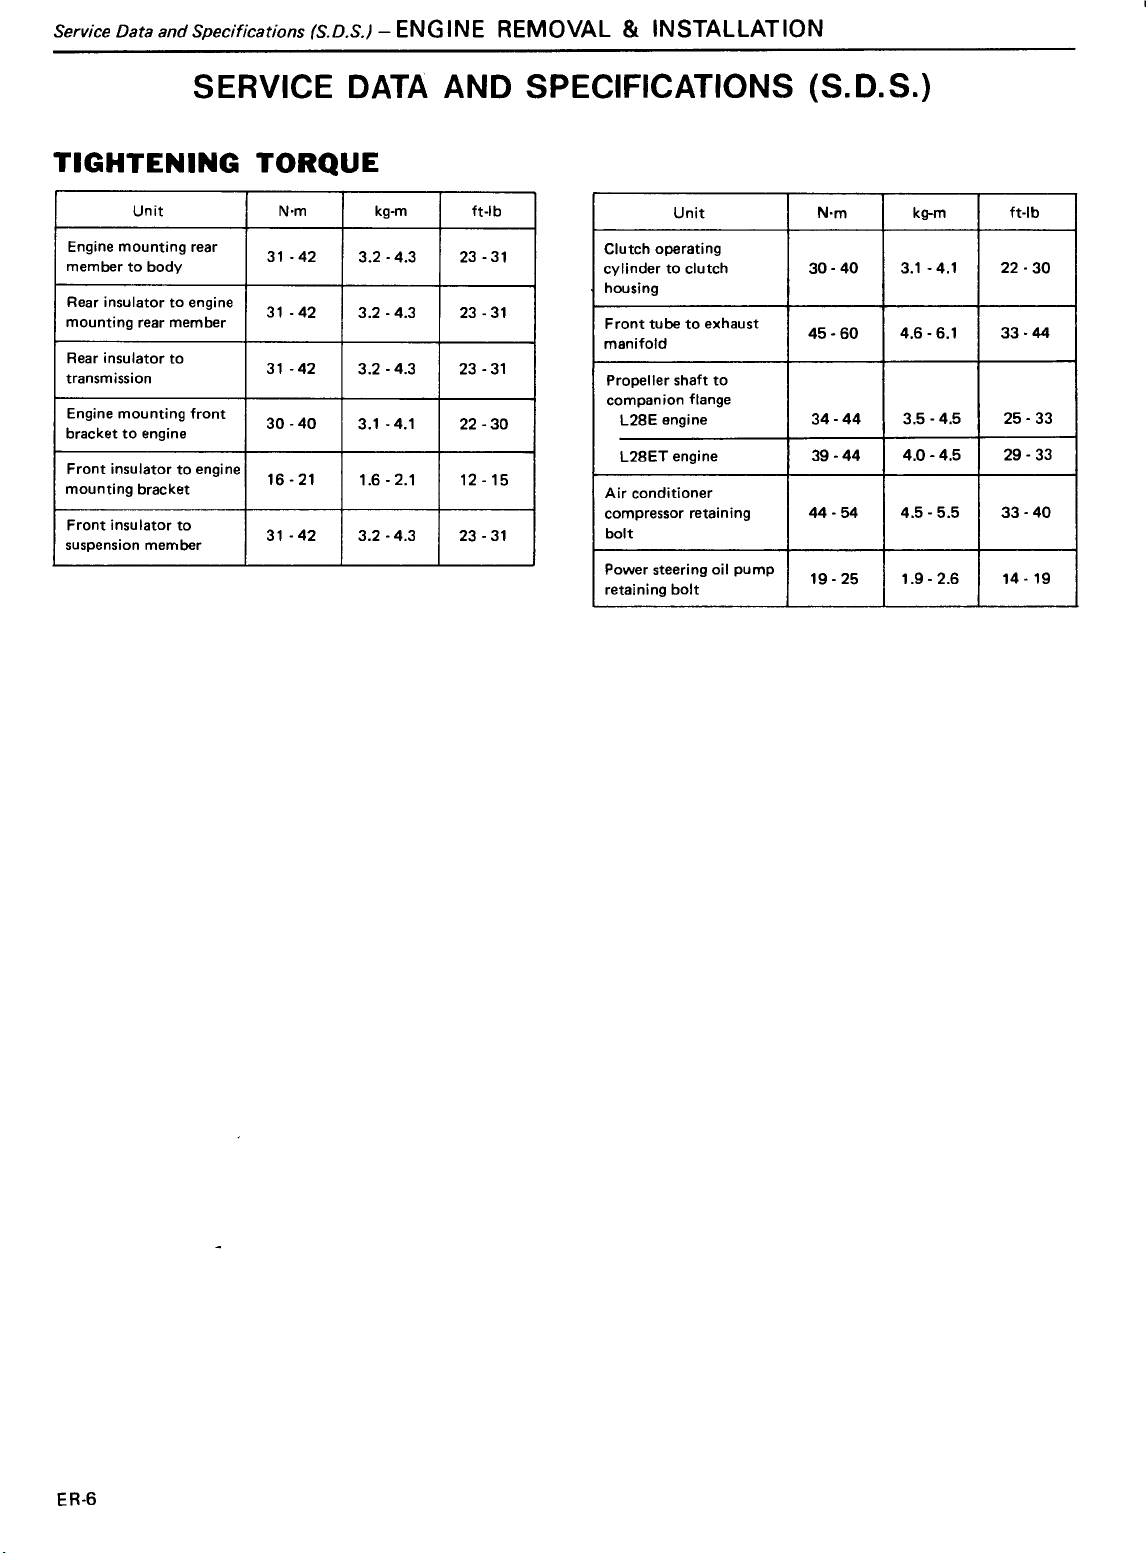 Service Data and Specifications (S.D.S.) – ENGINE REMOVAL & INSTALLATION
SERVICE DATA AND SPECIFICATIONS (S.D.S.)
TIGHTENING TORQUE
Unit N·m kg-m ft-lb
Engine mounting rear
member to body 31 - 42 3.2 - 4.3 23 - 31
Rear insulator to engine
mounting rear member 31 - 42 3.2 - 4.3 23 - 31
Rear insulator to
transmission 31 - 42 3.2 - 4.3 23 - 31
Engine mounting front
bracket to engine 30 - 40 3.1 - 4.1 22 - 30
Front insulator to engine
mounting bracket 16 - 21 1.6 - 2.1 12 - 15
Front insulator to
suspension member 31 - 42 3.2 - 4.3 23 - 31
Unit N·m kg-m ft-lb
Clutch operating
cylinder to clutch 30 - 40 3.1 - 4.1 22 - 30
housing
Front tube to exhaust
manifold 45 - 60 4.6 - 6.1 33 - 44
Propeller shaft to
companion flange
L28E engine 34 - 44 3.5 - 4.5 25 - 33
L28ET engine 39 - 44 4.0 - 4.5 29 - 33
Air conditioner
compressor retaining 44 - 54 4.5 - 5.5 33 - 40
bolt
Power steering oil pump
retaining bolt 19 - 25 1.9 - 2.6 14 - 19
ER-6